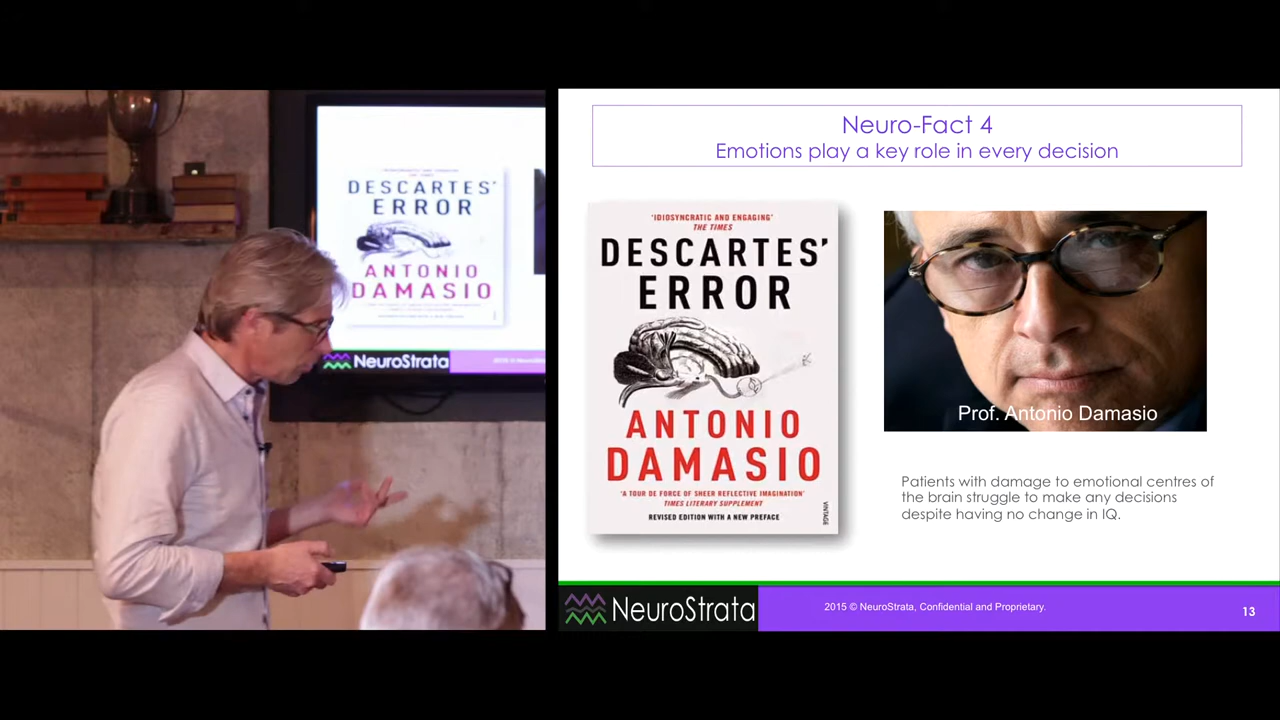 DESCARTES'
ERROR
ANTONIO
DAMASIO
NeuroStrata
Neuro-Fact 4
Emotions play a key role in every decision
'IDIOSYNCRATIC AND ENGAGING'
THE TIMES
DESCARTES'
ERROR
ANTONIO
DAMASIO
'A TOUR DE FORCE OF SHEER REFLECTIVE IMAGINATION'
TIMES LITERARY SUPPLEMENT
REVISED EDITION WITH A NEW PREFACE
VINTAGE
Prof. Antonio Damasio
Patients with damage to emotional centres of
the brain struggle to make any decisions
despite having no change in IQ.
NeuroStrata
2015 © NeuroStrata, Confidential and Proprietary.
13